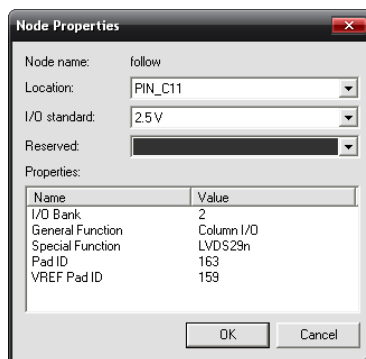 Node Properties
Node name: follow
Location: PIN_C11
I/O standard: 2.5 V
Reserved:
Properties:
Name Value
I/O Bank 2
General Function Column I/O
Special Function LVDS29n
Pad ID 163
VREF Pad ID 159
OK Cancel